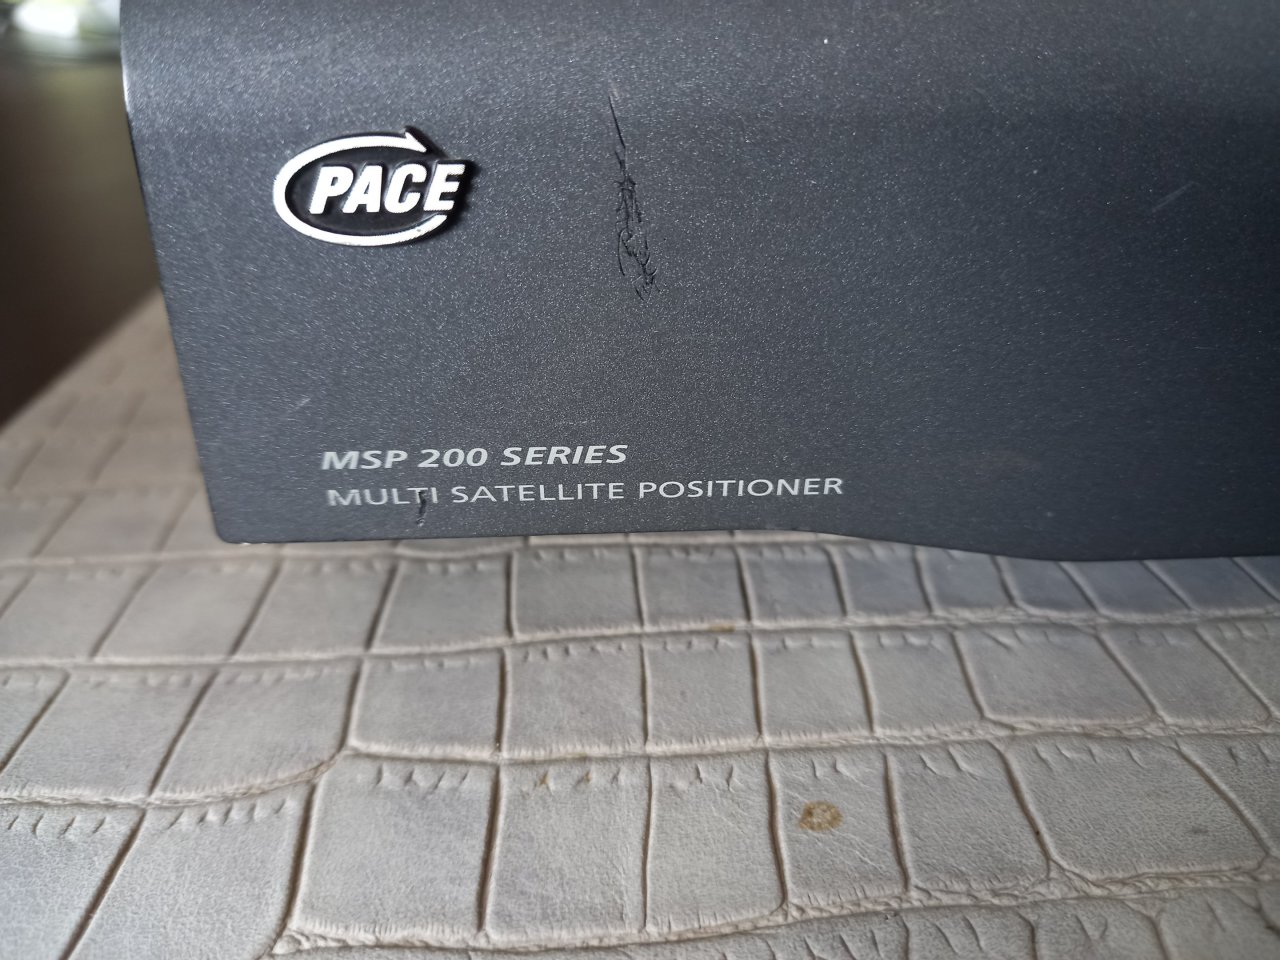 PACE
MSP 200 SERIES
MULTI SATELLITE POSITIONER